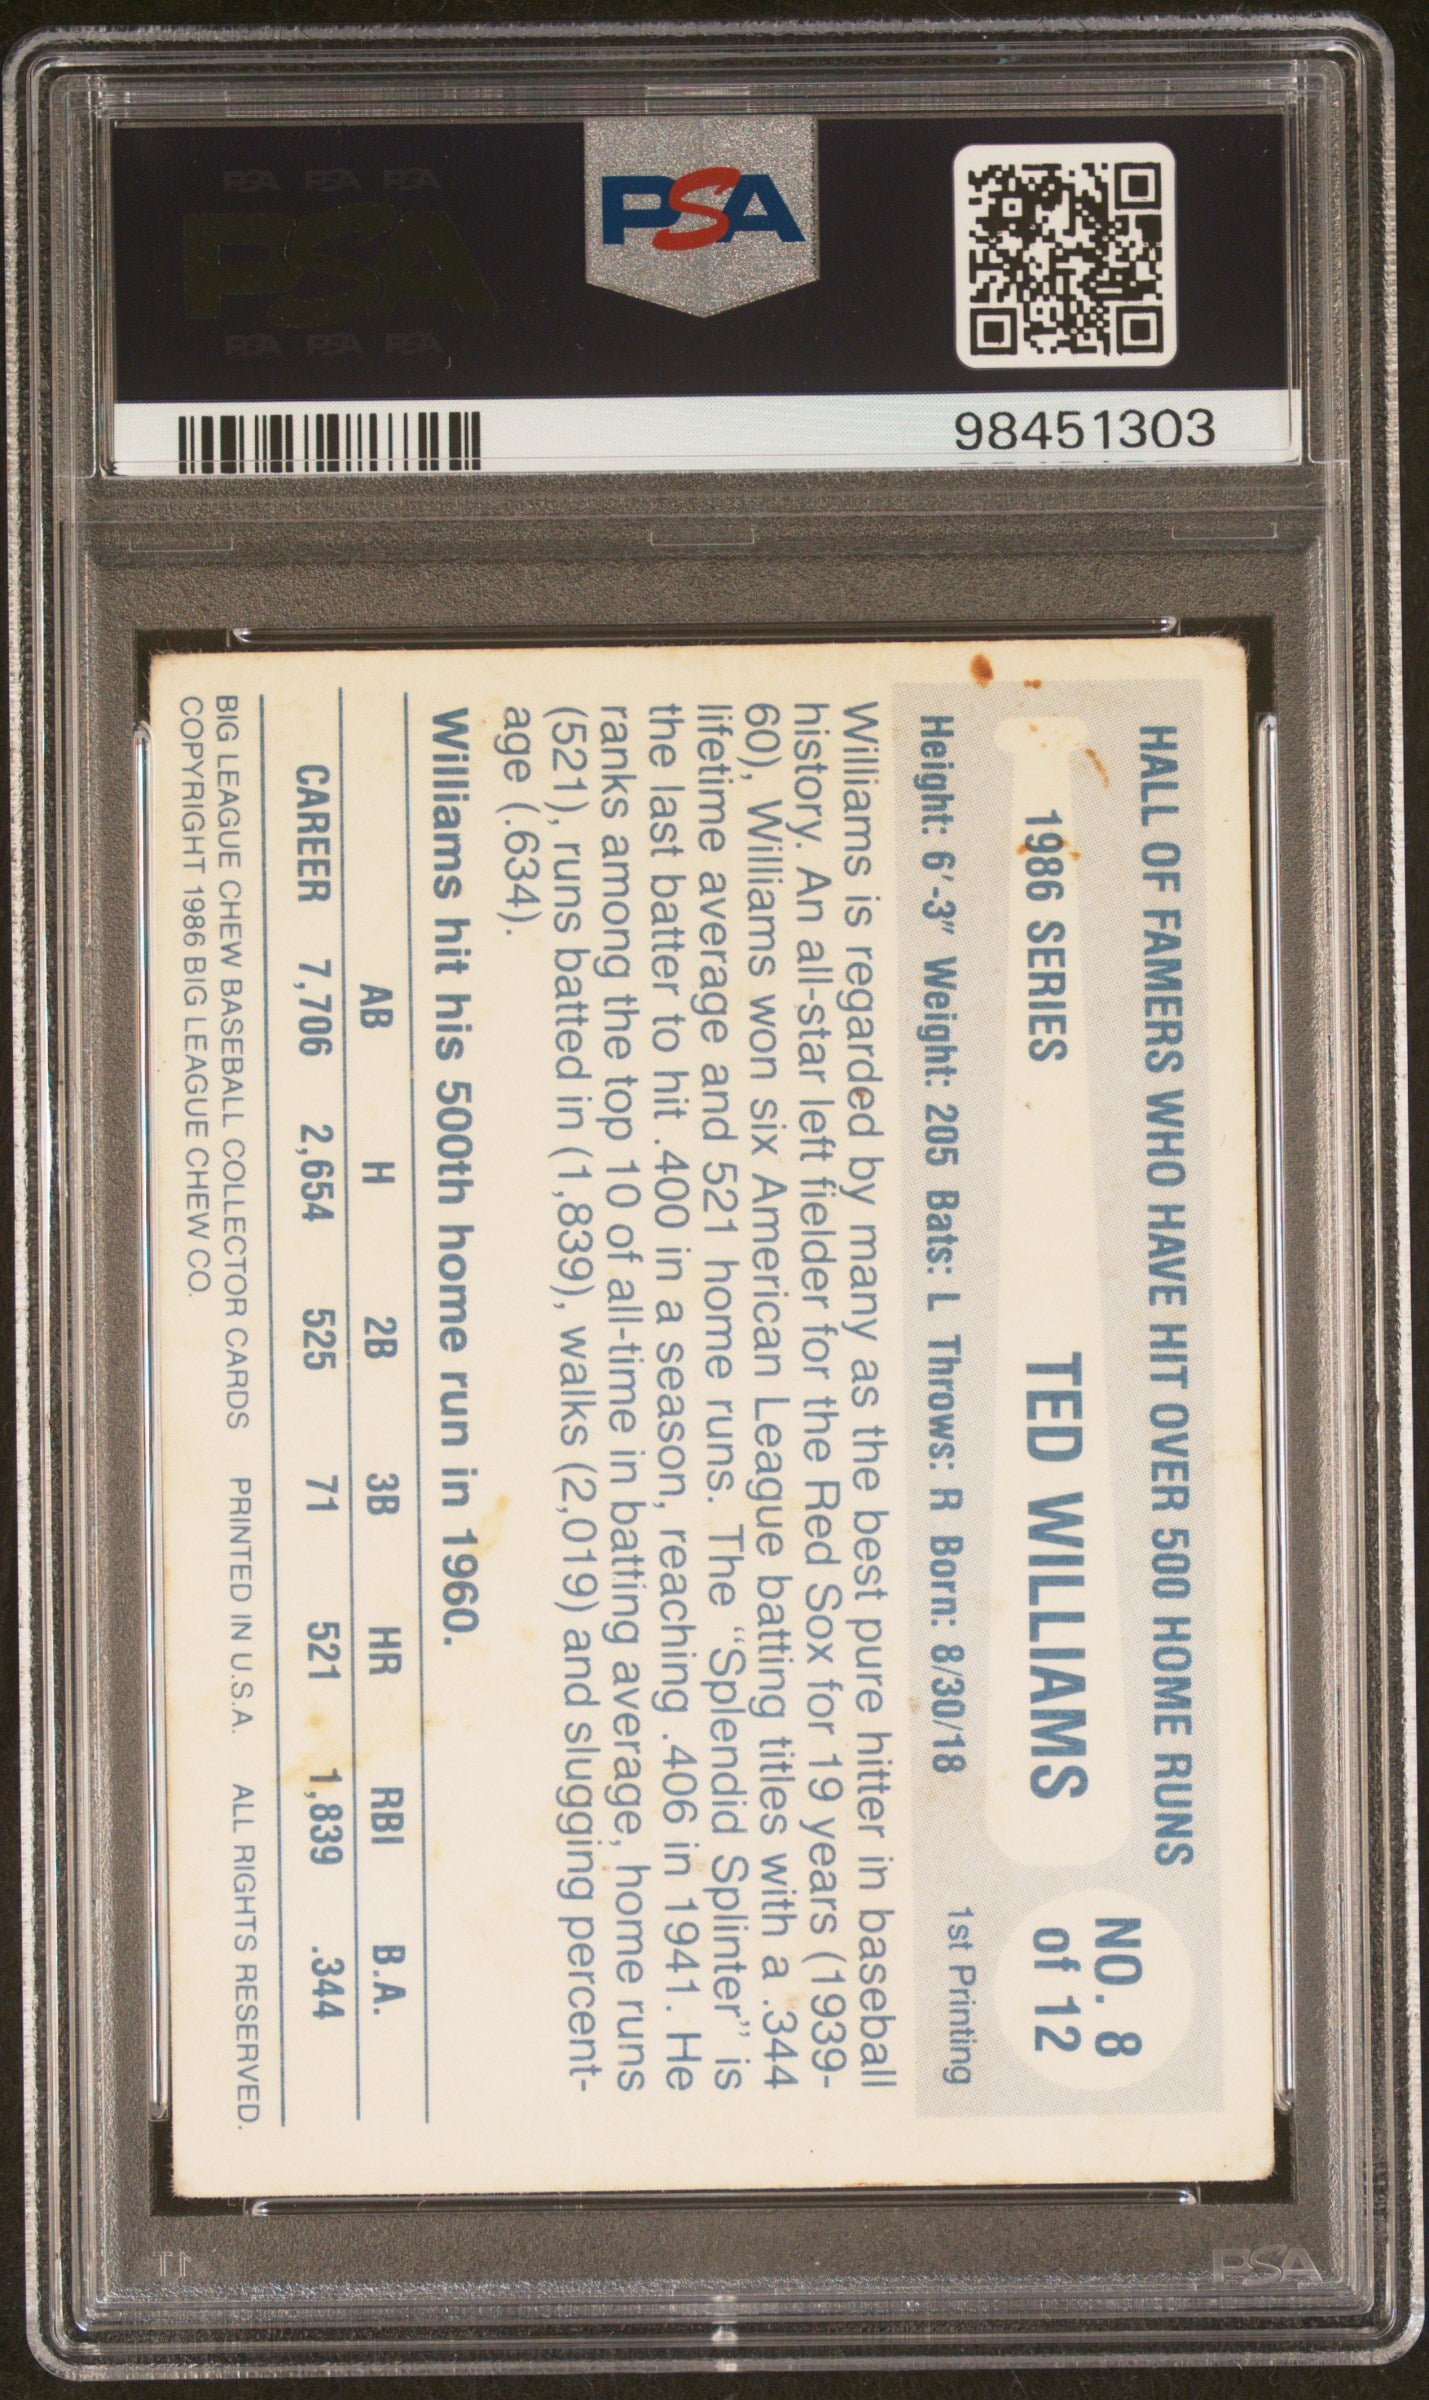 PSA PSA PSA
PSA
PSA PSA PSA
PSA
98451303
HALL OF FAMERS WHO HAVE HIT OVER 500 HOME RUNS
1986 SERIES TED WILLIAMS
NO. 8
of 12
Height: 6'-3" Weight: 205 Bats: L Throws: R Born: 8/30/18 1st Printing
Williams is regarded by many as the best pure hitter in baseball
history. An all-star left fielder for the Red Sox for 19 years (1939-
60), Williams won six American League batting titles with a .344
lifetime average and 521 home runs. The “Splendid Splinter” is
the last batter to hit .400 in a season, reaching .406 in 1941. He
ranks among the top 10 of all-time in batting average, home runs
(521), runs batted in (1,839), walks (2,019) and slugging percent-
age (.634).
Williams hit his 500th home run in 1960.
AB H 2B 3B HR RBI B.A.
CAREER 7,706 2,654 525 71 521 1,839 .344
BIG LEAGUE CHEW BASEBALL COLLECTOR CARDS PRINTED IN U.S.A. ALL RIGHTS RESERVED.
COPYRIGHT 1986 BIG LEAGUE CHEW CO.
PSA